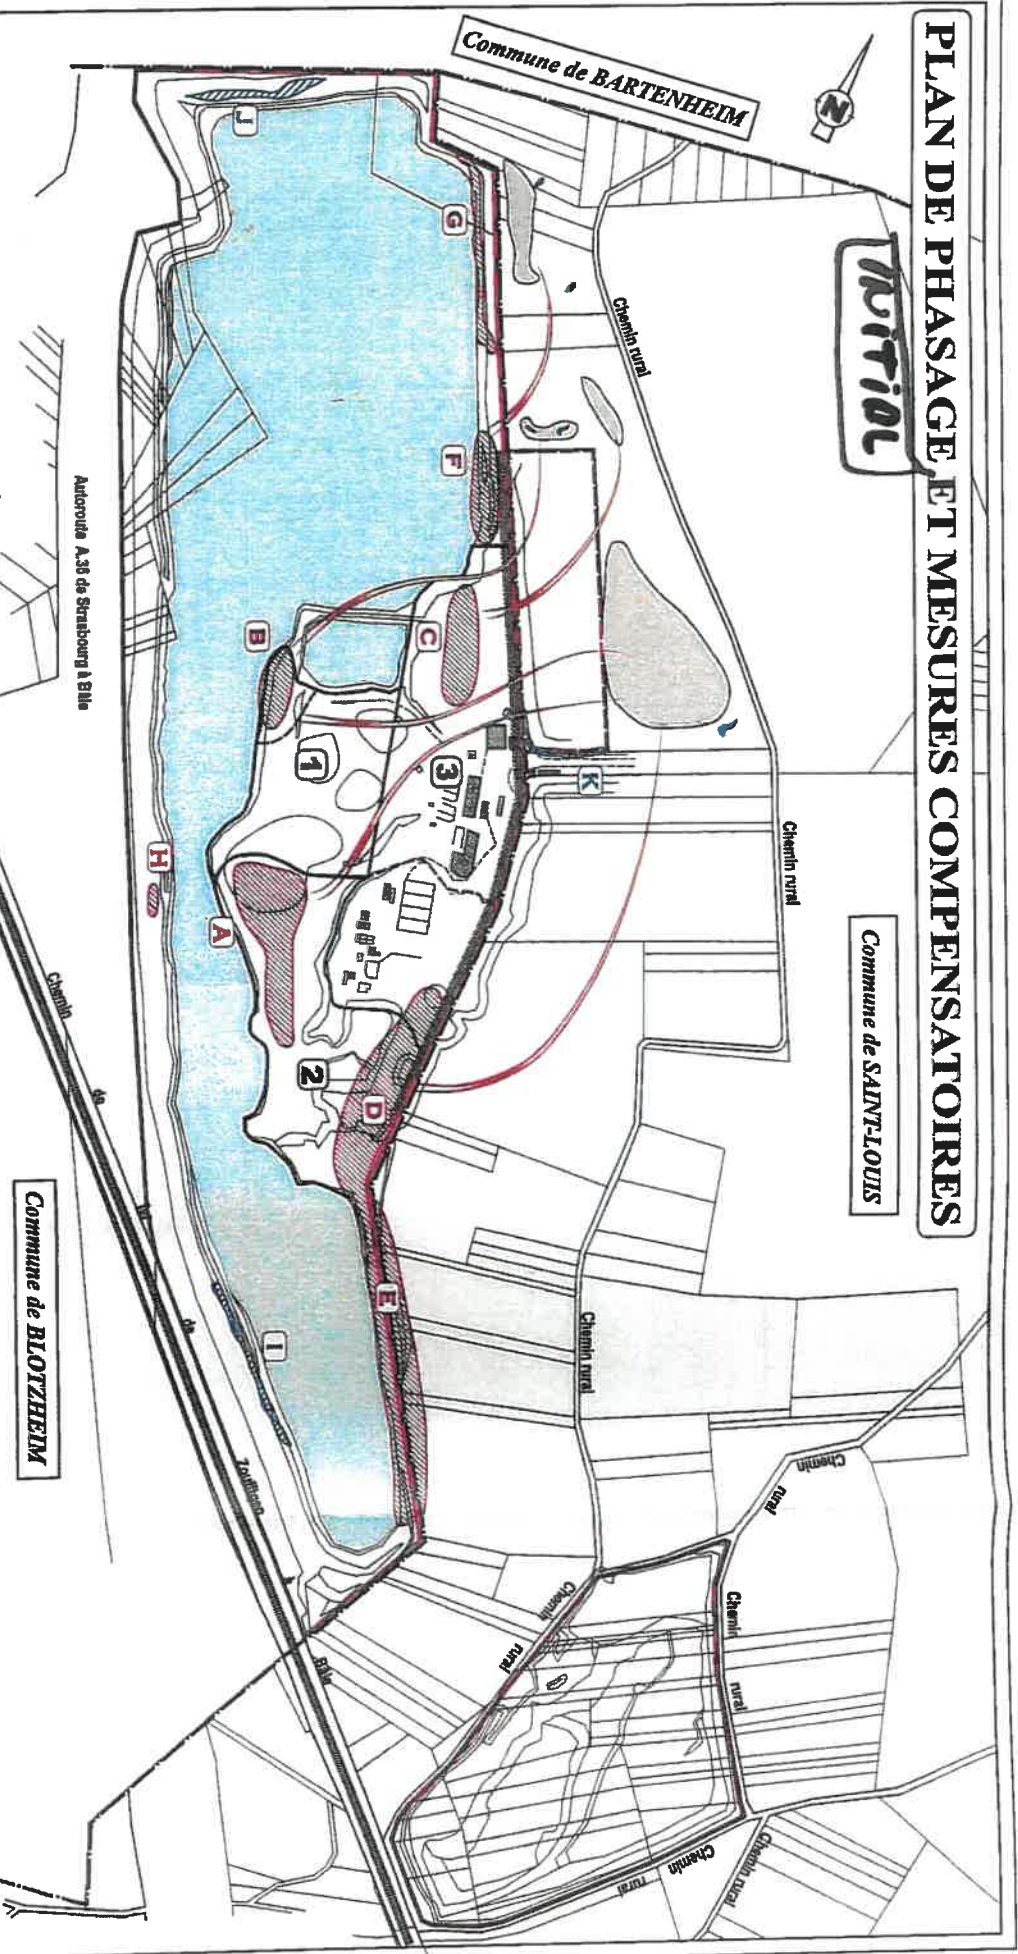 PLAN DE PHASAGE ET MESURES COMPENSATOIRES
INITIAL
N
Commune de BARTENHEIM
Commune de SAINT-LOUIS
Chemin rural
Chemin rural
Chemin rural
Chemin
rural
Chemin
rural
Chemin
rural
Chemin
rural
Chemin rural
J
G
F
C
B
K
1
3
H
A
2
D
E
I
Autoroute A.35 de Strasbourg à Bâle
Chemin
de
fer
de
Bâle
Commune de BLOTZHEIM